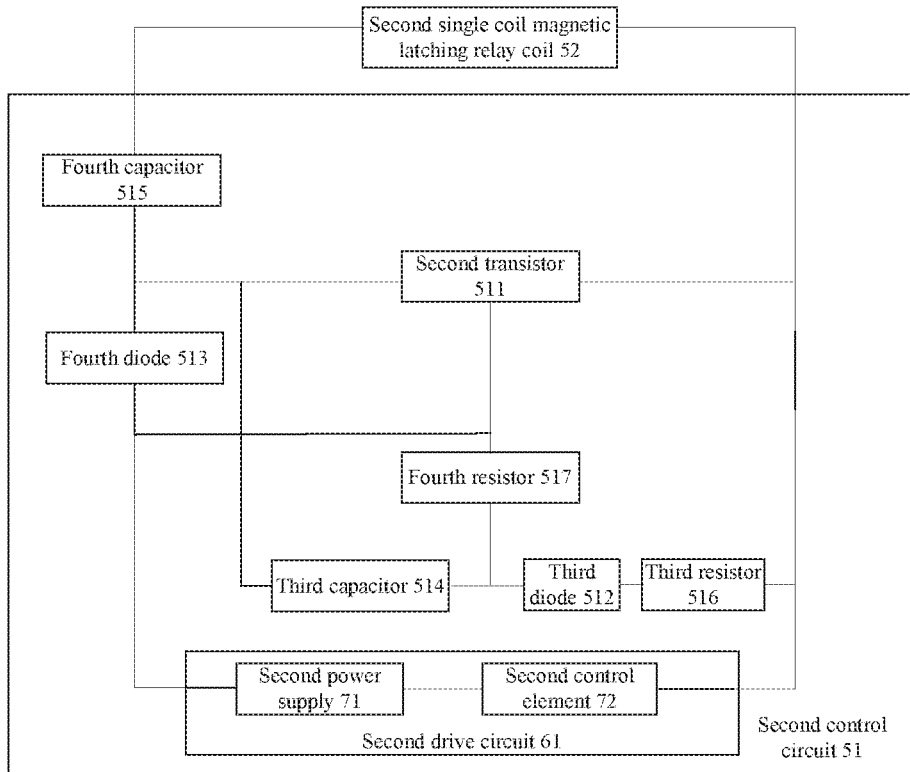 Second single coil magnetic
latching relay coil 52
Fourth capacitor
515
Second transistor
511
Fourth diode 513
Fourth resistor 517
Third capacitor 514
Third
diode 512
Third resistor
516
Second power
supply 71
Second control
element 72
Second drive circuit 61
Second control
circuit 51